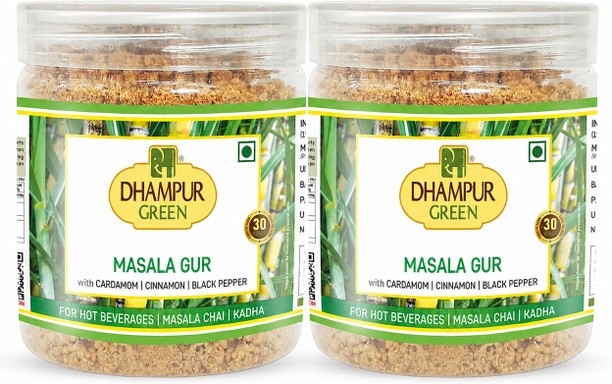 ®
DHAMPUR
GREEN
30
MASALA GUR
with CARDAMOM | CINNAMON | BLACK PEPPER
FOR HOT BEVERAGES | MASALA CHAI | KADHA
®
DHAMPUR
GREEN
30
MASALA GUR
with CARDAMOM | CINNAMON | BLACK PEPPER
FOR HOT BEVERAGES | MASALA CHAI | KADHA